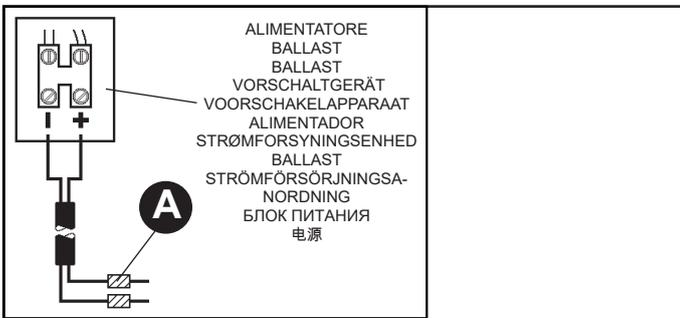 ALIMENTATORE
BALLAST
BALLAST
VORSCHALTGERÄT
VOORSCHAKELAPPARAAT
ALIMENTADOR
STRØMFORSYNINGSENHED
BALLAST
STRÖMFÖRSÖRJNINGSA-
NORDNING
БЛОК ПИТАНИЯ
电源
- +
A